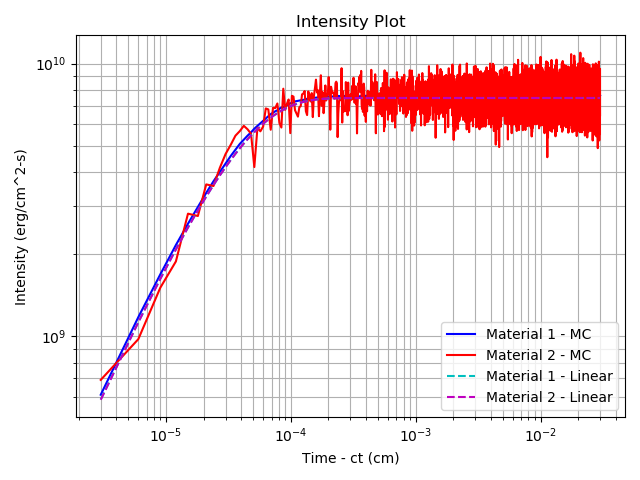 Intensity Plot
Intensity (erg/cm^2-s)
10^10
10^9
Material 1 - MC
Material 2 - MC
Material 1 - Linear
Material 2 - Linear
10^-5
10^-4
10^-3
10^-2
Time - ct (cm)